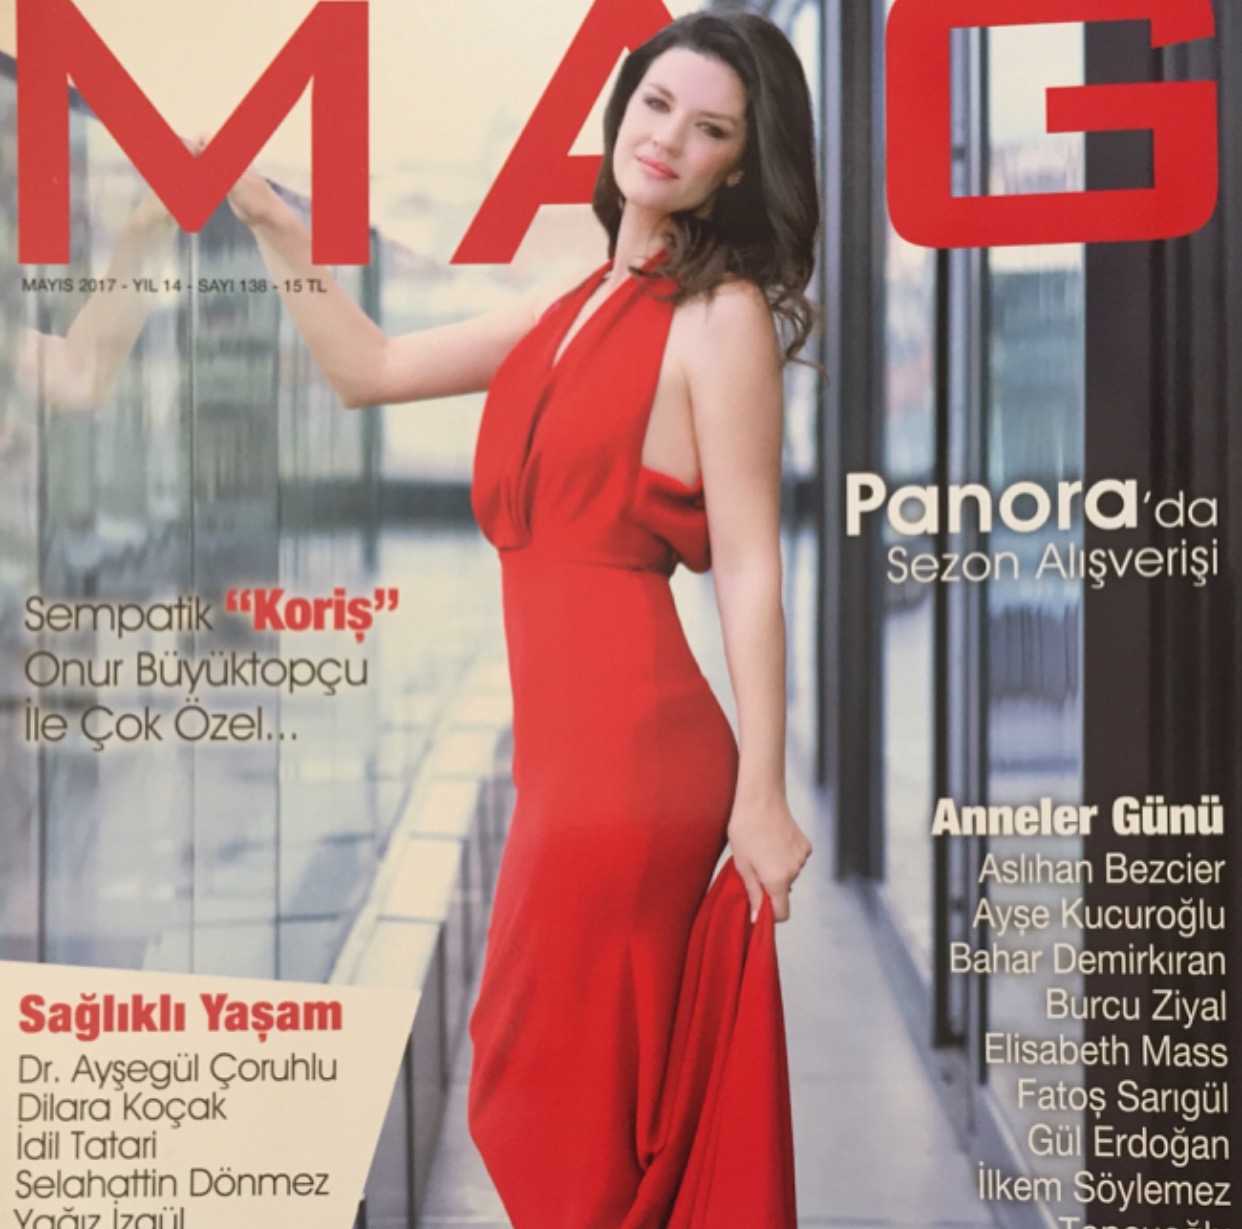 MAG
MAYIS 2017 - YIL 14 - SAYI 138 - 15 TL
Panora'da
Sezon Alışverişi
Sempatik “Koriş”
Onur Büyüktopçu
İle Çok Özel...
Anneler Günü
Aslıhan Bezcier
Ayşe Kucuroğlu
Bahar Demirkıran
Burcu Ziyal
Elisabeth Mass
Fatoş Sarıgül
Gül Erdoğan
İlkem Söylemez
Sağlıklı Yaşam
Dr. Ayşegül Çoruhlu
Dilara Koçak
İdil Tatari
Selahattin Dönmez
Yağız İzgül